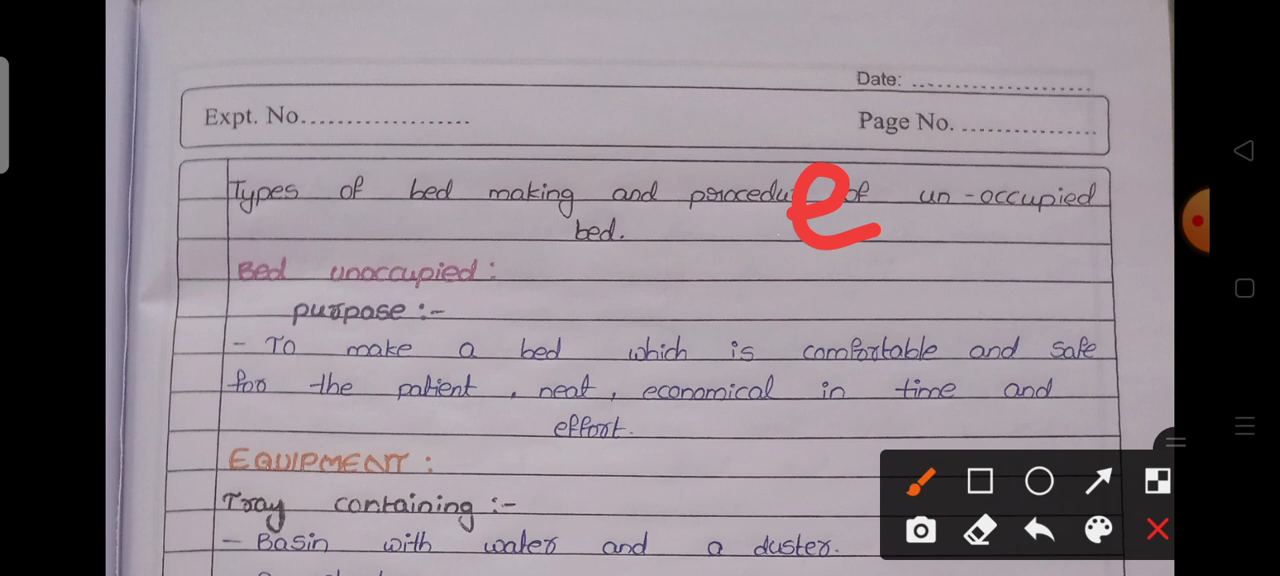 Date: ........................
Expt. No...................
Page No. ..................
Types of bed making and procedure of un-occupied
bed.
Bed unoccupied:
purpose :-
- To make a bed which is comfortable and safe
for the patient, neat, economical in time and
effort.
EQUIPMENT:
Tray containing :-
- Basin with water and a duster.